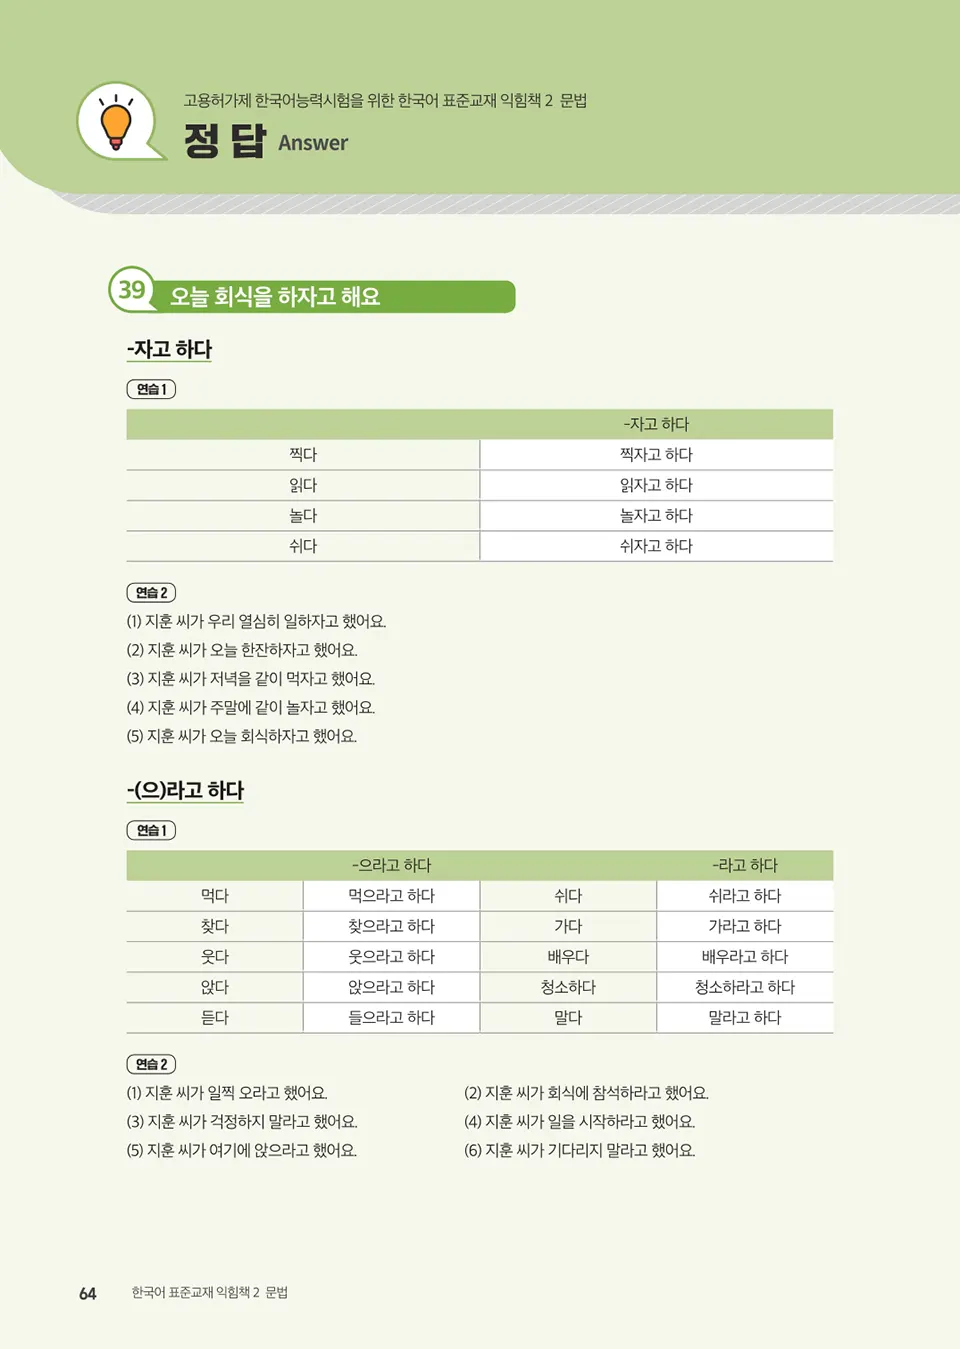 고용허가제 한국어능력시험을 위한 한국어 표준교재 익힘책 2 문법
정 답 Answer
39 오늘 회식을 하자고 해요
-자고 하다
연습 1
-자고 하다
찍다 찍자고 하다
읽다 읽자고 하다
놀다 놀자고 하다
쉬다 쉬자고 하다
연습 2
(1) 지훈 씨가 우리 열심히 일하자고 했어요.
(2) 지훈 씨가 오늘 한잔하자고 했어요.
(3) 지훈 씨가 저녁을 같이 먹자고 했어요.
(4) 지훈 씨가 주말에 같이 놀자고 했어요.
(5) 지훈 씨가 오늘 회식하자고 했어요.
-(으)라고 하다
연습 1
-으라고 하다 -라고 하다
먹다 먹으라고 하다 쉬다 쉬라고 하다
찾다 찾으라고 하다 가다 가라고 하다
웃다 웃으라고 하다 배우다 배우라고 하다
앉다 앉으라고 하다 청소하다 청소하라고 하다
듣다 들으라고 하다 말다 말라고 하다
연습 2
(1) 지훈 씨가 일찍 오라고 했어요. (2) 지훈 씨가 회식에 참석하라고 했어요.
(3) 지훈 씨가 걱정하지 말라고 했어요. (4) 지훈 씨가 일을 시작하라고 했어요.
(5) 지훈 씨가 여기에 앉으라고 했어요. (6) 지훈 씨가 기다리지 말라고 했어요.
64 한국어 표준교재 익힘책 2 문법